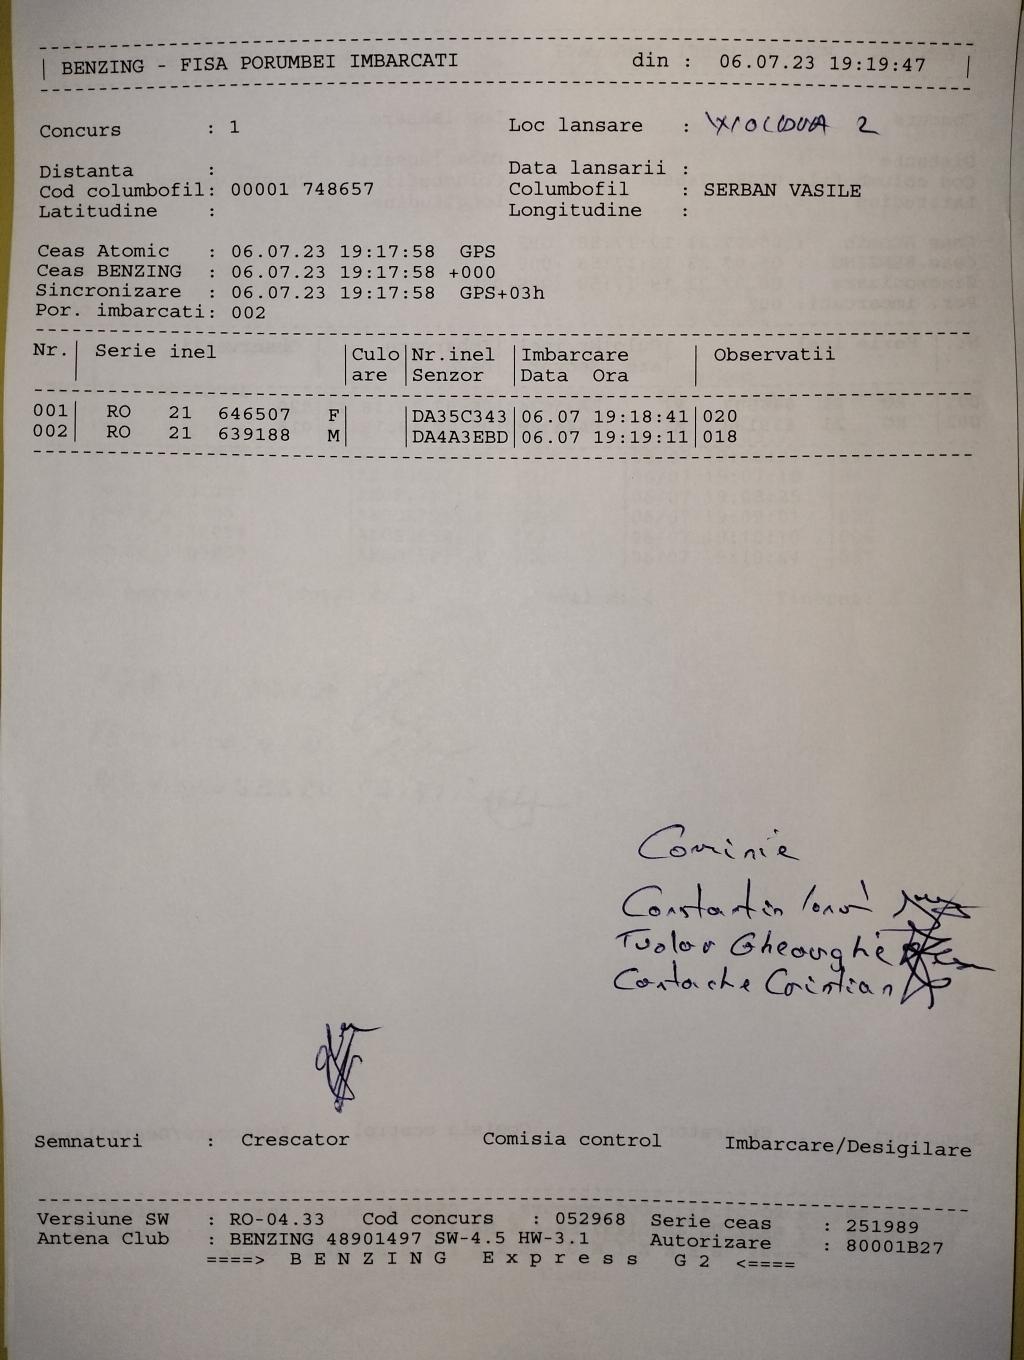 BENZING - FISA PORUMBEI IMBARCATI din : 06.07.23 19:19:47
Concurs : 1 Loc lansare : MOLDOVA 2
Distanta : Data lansarii :
Cod columbofil: 00001 748657 Columbofil : SERBAN VASILE
Latitudine : Longitudine :
Ceas Atomic : 06.07.23 19:17:58 GPS
Ceas BENZING : 06.07.23 19:17:58 +000
Sincronizare : 06.07.23 19:17:58 GPS+03h
Por. imbarcati: 002
Nr.| Serie inel |Culo|Nr.inel |Imbarcare | Observatii
| |are |Senzor |Data Ora |
001| RO 21 646507 F| |DA35C343|06.07 19:18:41|020
002| RO 21 639188 M| |DA4A3EBD|06.07 19:19:11|018
Comisie
Constantin Ionut
Tudor Gheorghe
Costache Cristian
Semnaturi : Crescator Comisia control Imbarcare/Desigilare
Versiune SW : RO-04.33 Cod concurs : 052968 Serie ceas : 251989
Antena Club : BENZING 48901497 SW-4.5 HW-3.1 Autorizare : 80001B27
====> B E N Z I N G E x p r e s s G 2 <====